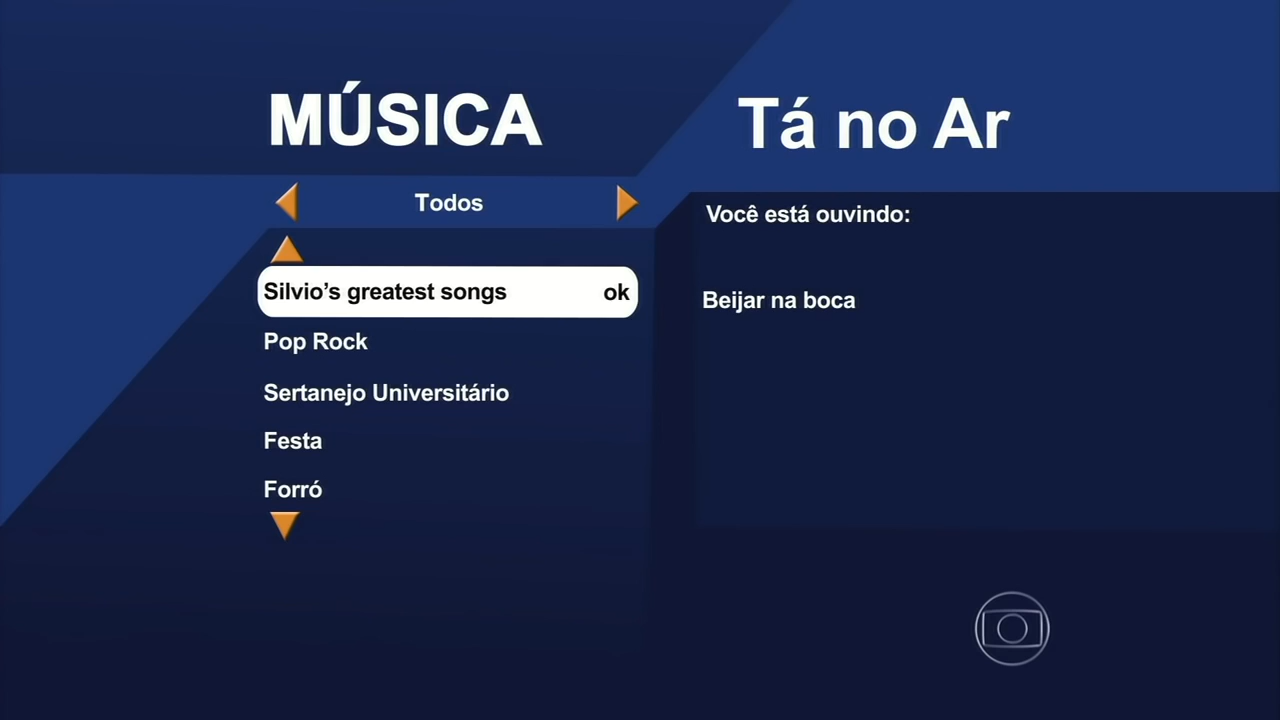 MÚSICA
Todos
Silvio's greatest songs ok
Pop Rock
Sertanejo Universitário
Festa
Forró
Tá no Ar
Você está ouvindo:
Beijar na boca